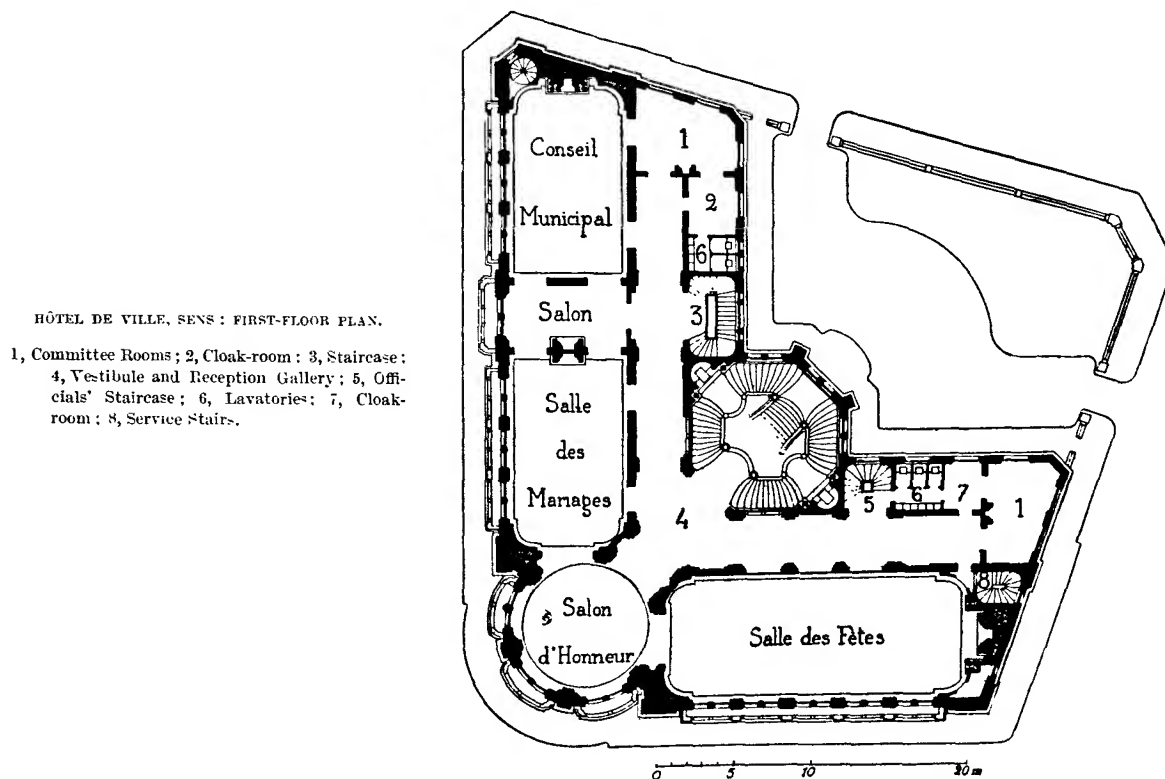 HÔTEL DE VILLE, SENS : FIRST-FLOOR PLAN.
1, Committee Rooms ; 2, Cloak-room : 3, Staircase ;
4, Vestibule and Reception Gallery ; 5, Offi-
cials' Staircase ; 6, Lavatories ; 7, Cloak-
room ; 8, Service Stairs.
Conseil
Municipal
1
2
6
Salon
3
Salle
des
Mariages
4
5
6
7
1
8
Salon
d'Honneur
Salle des Fêtes
0 5 10 20 m